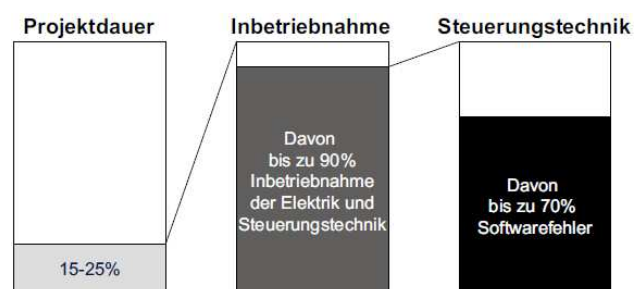 Projektdauer
Inbetriebnahme
Steuerungstechnik
15-25%
Davon
bis zu 90%
Inbetriebnahme
der Elektrik und
Steuerungstechnik
Davon
bis zu 70%
Softwarefehler